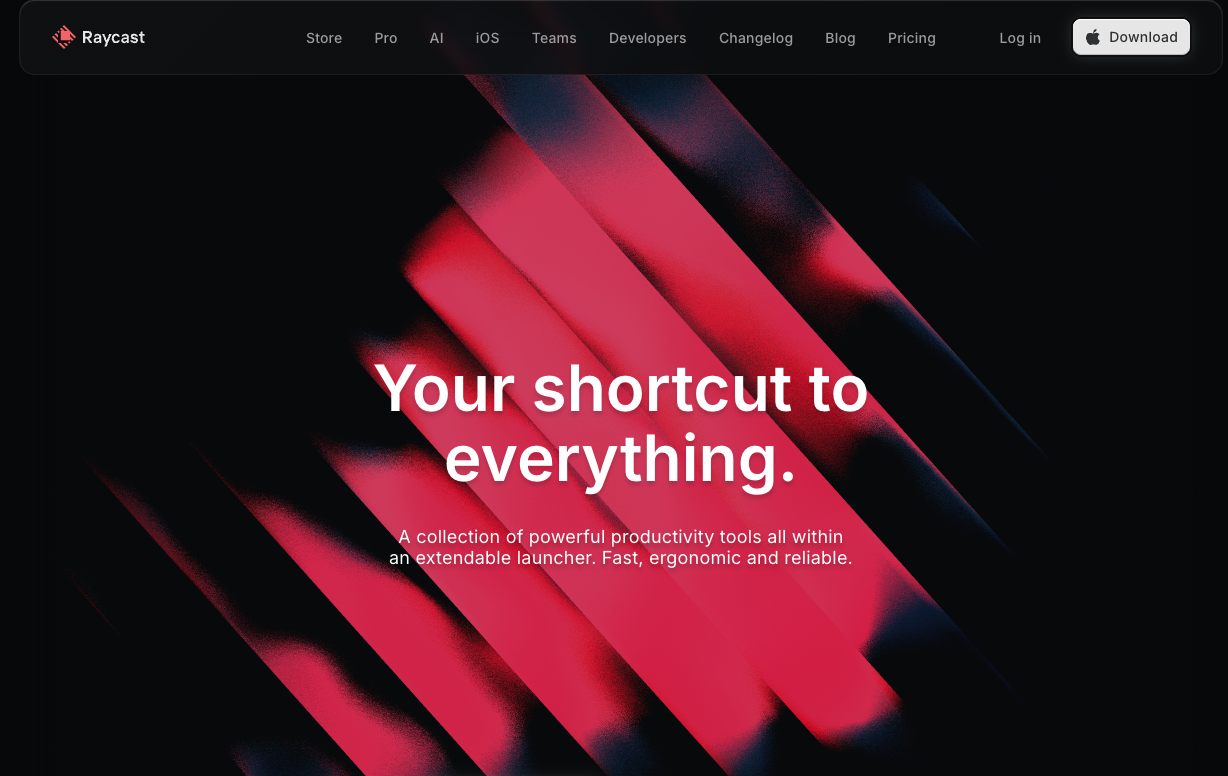 Raycast Store Pro AI iOS Teams Developers Changelog Blog Pricing Log in Download
Your shortcut to
everything.
A collection of powerful productivity tools all within
an extendable launcher. Fast, ergonomic and reliable.